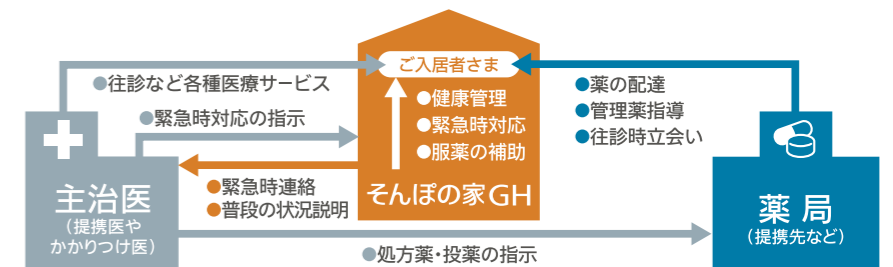 ご入居者さま
●往診など各種医療サービス
●緊急時対応の指示
●健康管理
●緊急時対応
●服薬の補助
そんぽの家GH
●薬の配達
●管理薬指導
●往診時立会い
●緊急時連絡
●普段の状況説明
主治医
(提携医や
かかりつけ医)
薬局
(提携先など)
●処方薬・投薬の指示